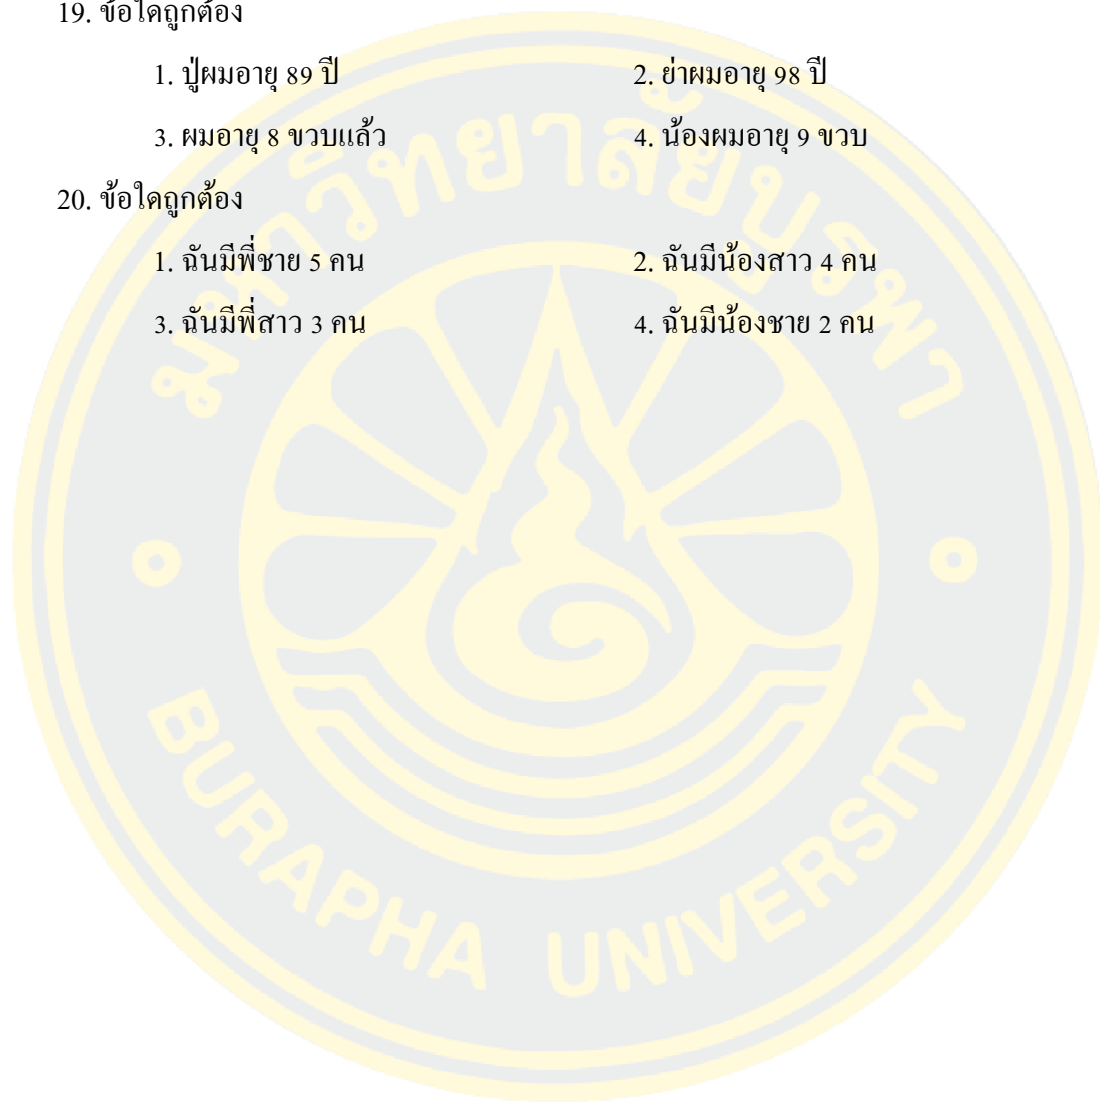 19. ข้อใดถูกต้อง
1. ปู่ผมอายุ 89 ปี 2. ย่าผมอายุ 98 ปี
3. ผมอายุ 8 ขวบแล้ว 4. น้องผมอายุ 9 ขวบ
20. ข้อใดถูกต้อง
1. ฉันมีพี่ชาย 5 คน 2. ฉันมีน้องสาว 4 คน
3. ฉันมีพี่สาว 3 คน 4. ฉันมีน้องชาย 2 คน
มหาวิทยาลัยบูรพา
BURAPHA UNIVERSITY